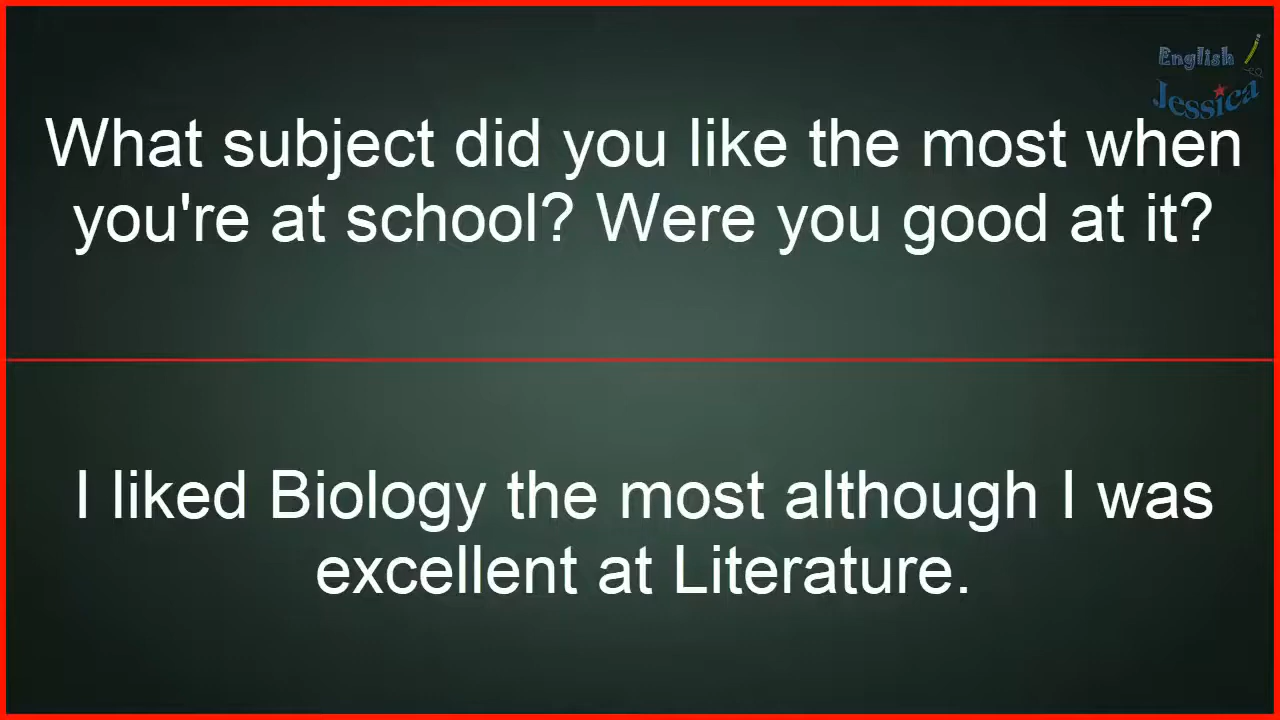 English
Jessica
What subject did you like the most when
you're at school? Were you good at it?
I liked Biology the most although I was
excellent at Literature.